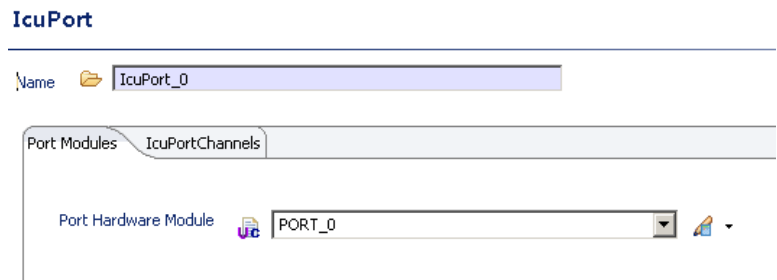 IcuPort
Name IcuPort_0
Port Modules IcuPortChannels
Port Hardware Module PORT_0